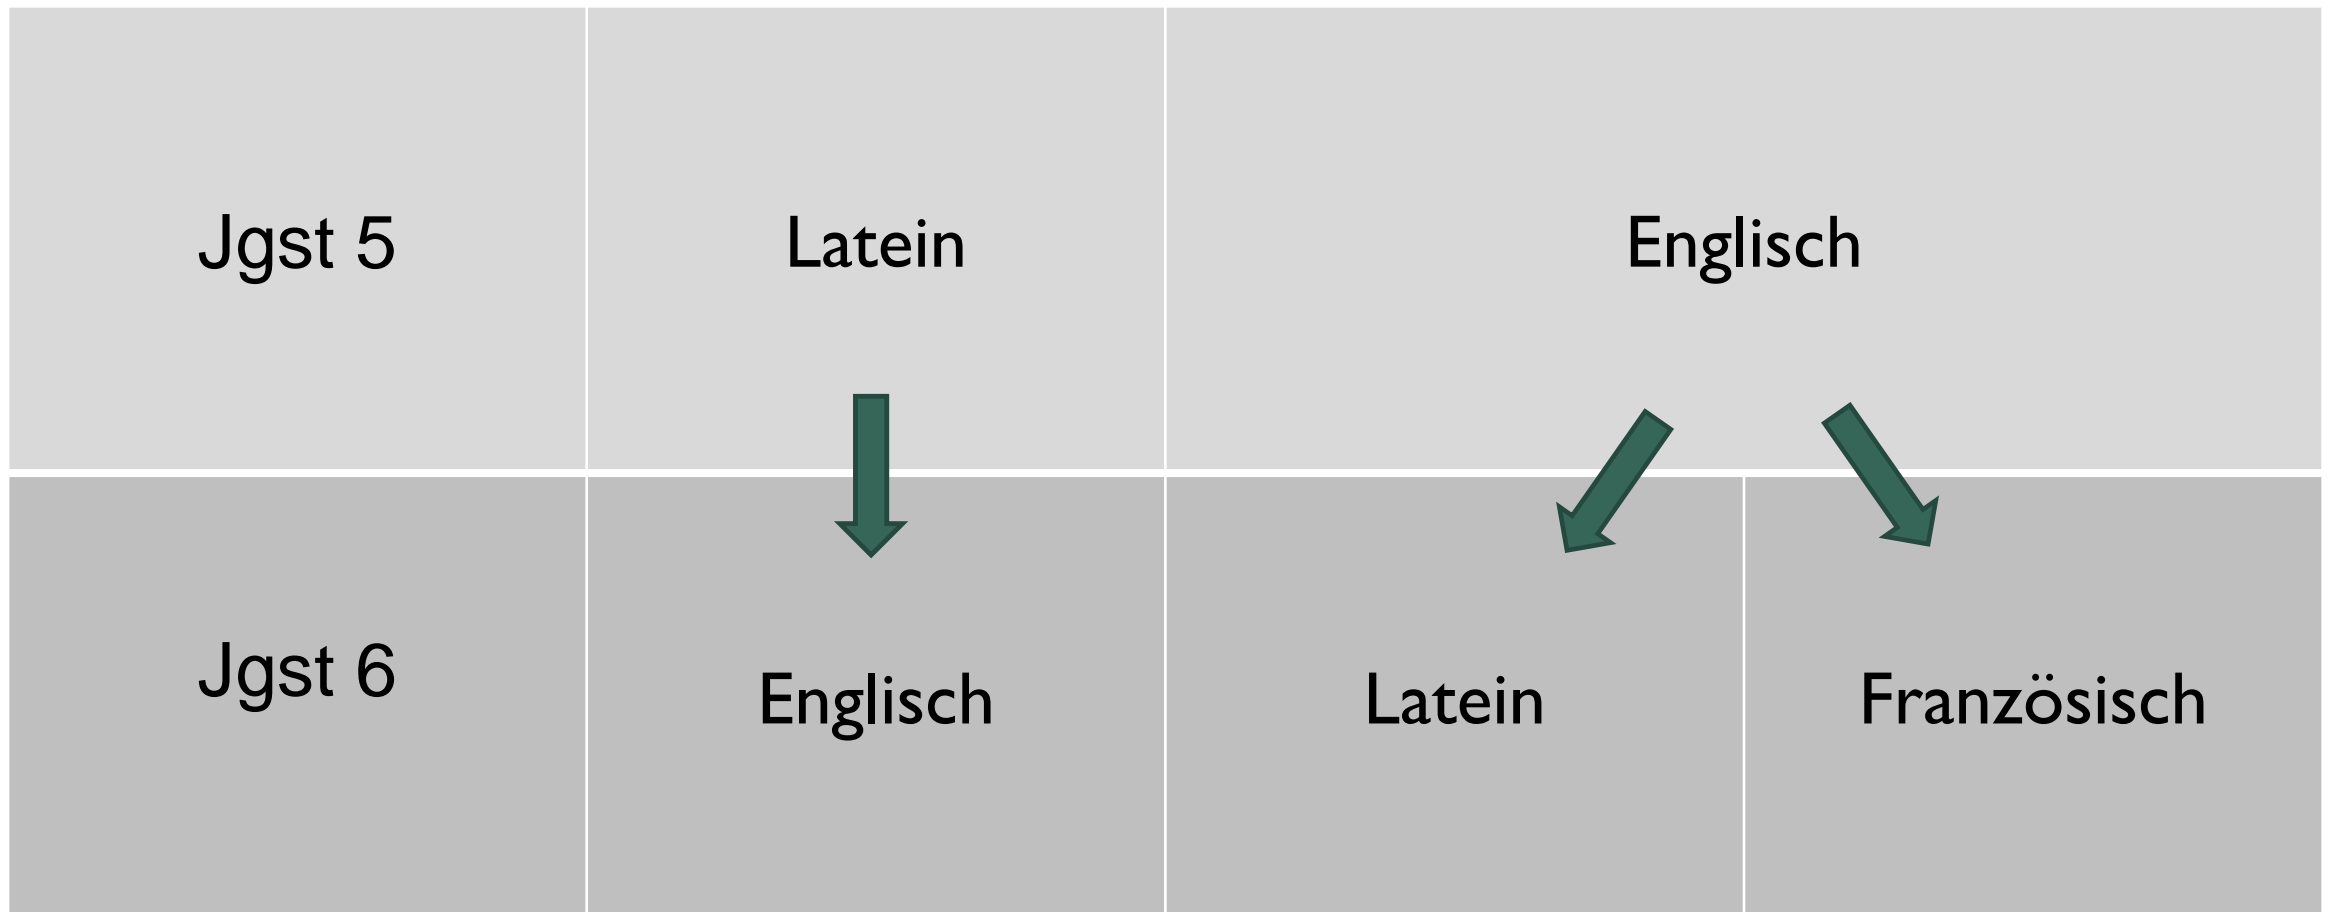 Jgst 5
Latein
Englisch
Jgst 6
Englisch
Latein
Französisch